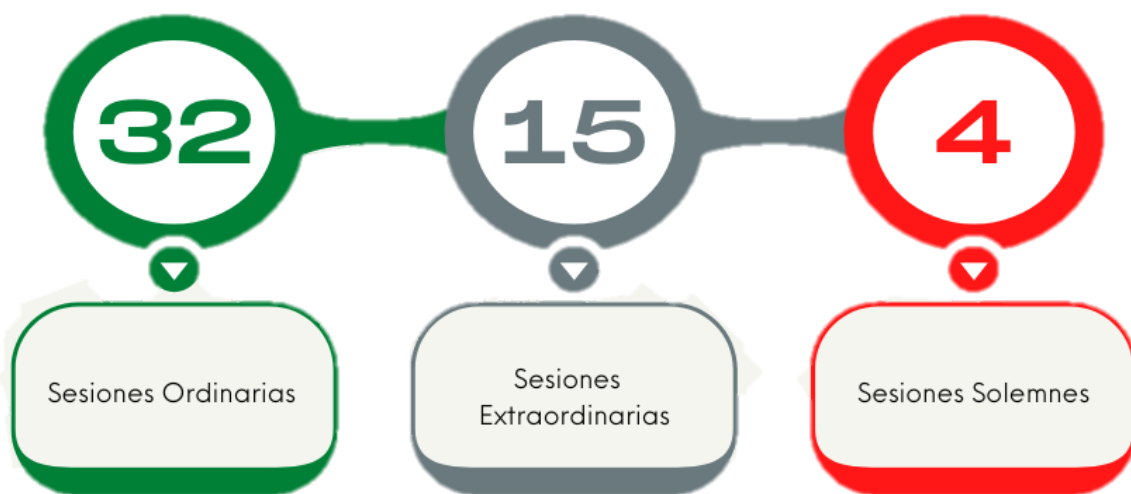 32
15
4
Sesiones Ordinarias
Sesiones
Extraordinarias
Sesiones Solemnes